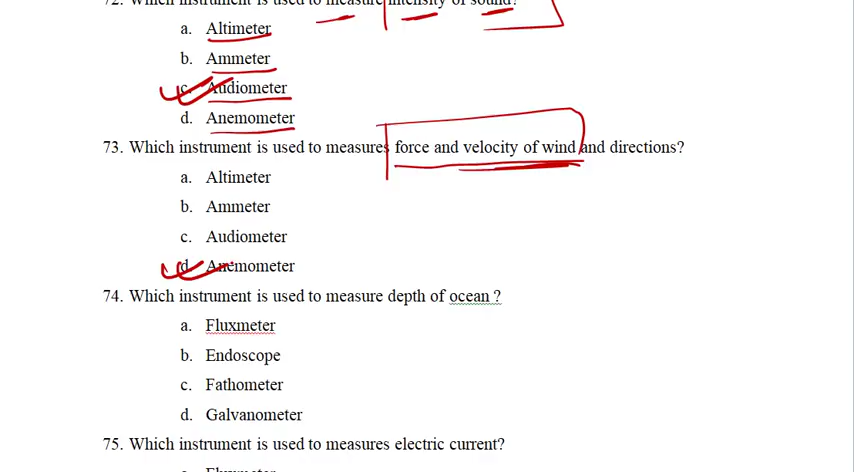 72. Which instrument is used to measure intensity of sound?
a. Altimeter
b. Ammeter
c. Audiometer
d. Anemometer
73. Which instrument is used to measures force and velocity of wind and directions?
a. Altimeter
b. Ammeter
c. Audiometer
d. Anemometer
74. Which instrument is used to measure depth of ocean ?
a. Fluxmeter
b. Endoscope
c. Fathometer
d. Galvanometer
75. Which instrument is used to measures electric current?
a. Fluxmeter